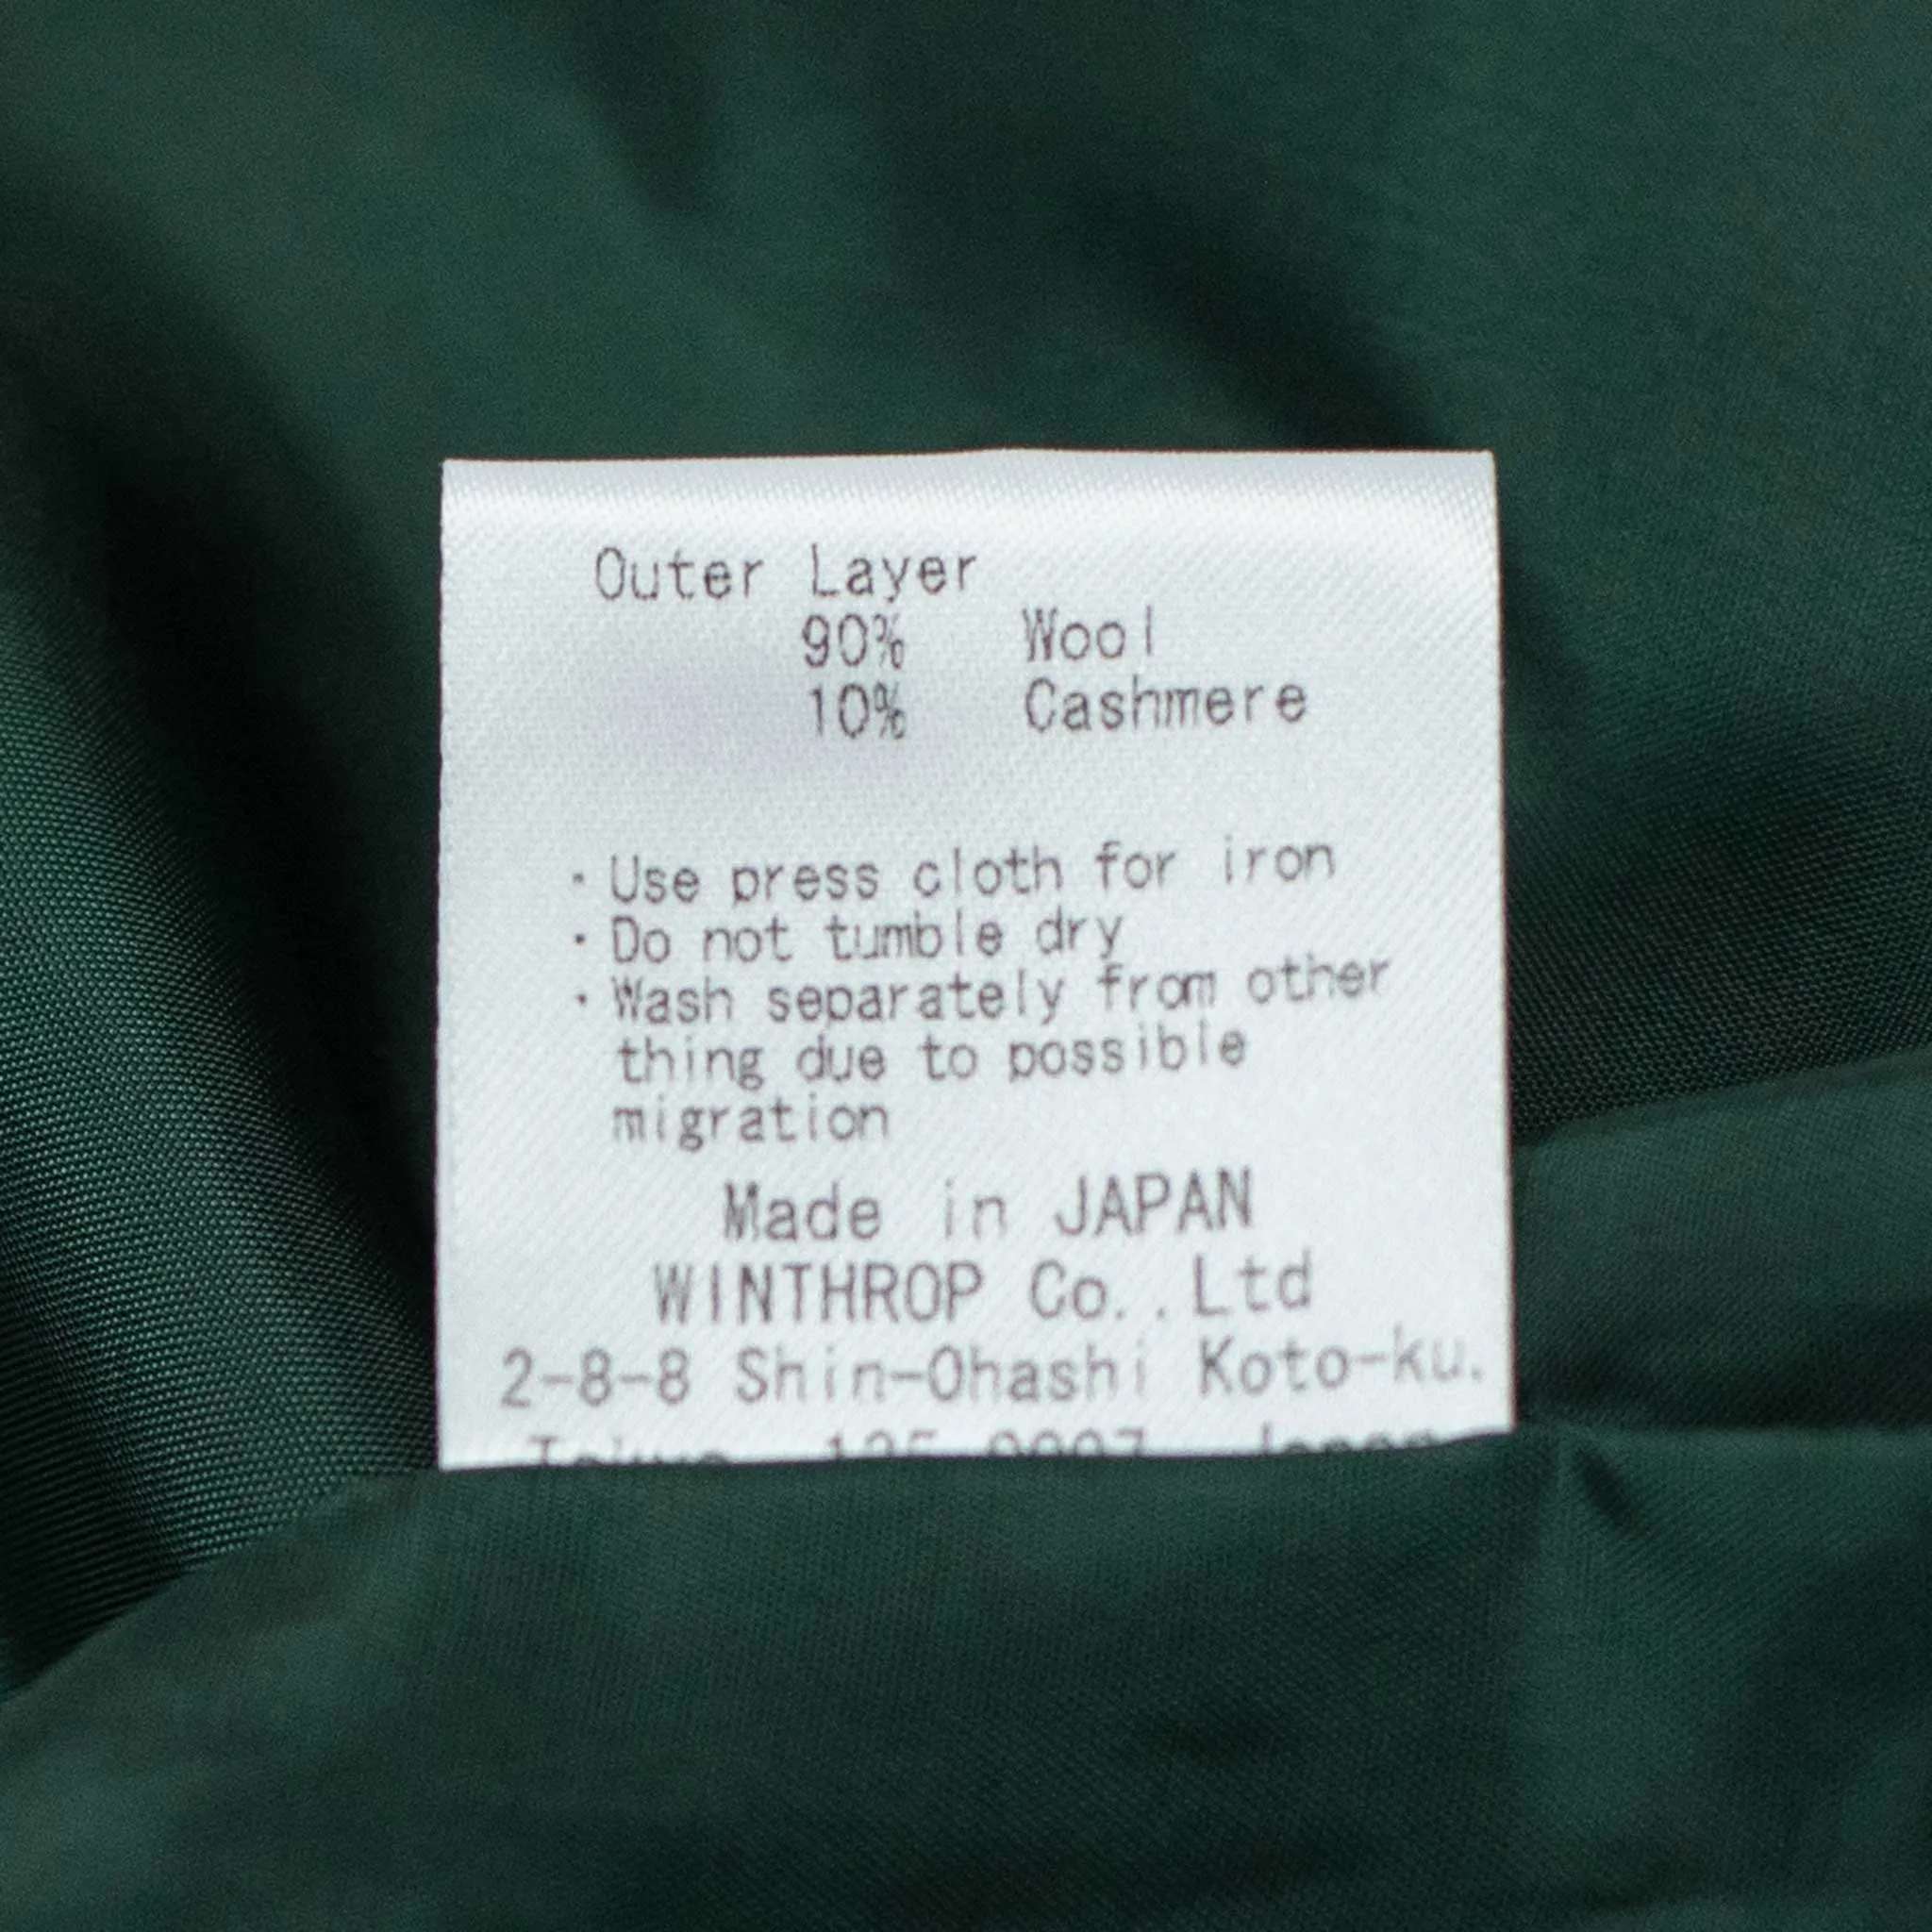 Outer Layer
90% Wool
10% Cashmere
・Use press cloth for iron
・Do not tumble dry
・Wash separately from other
thing due to possible
migration
Made in JAPAN
WINTHROP Co., Ltd
2-8-8 Shin-Ohashi Koto-ku.